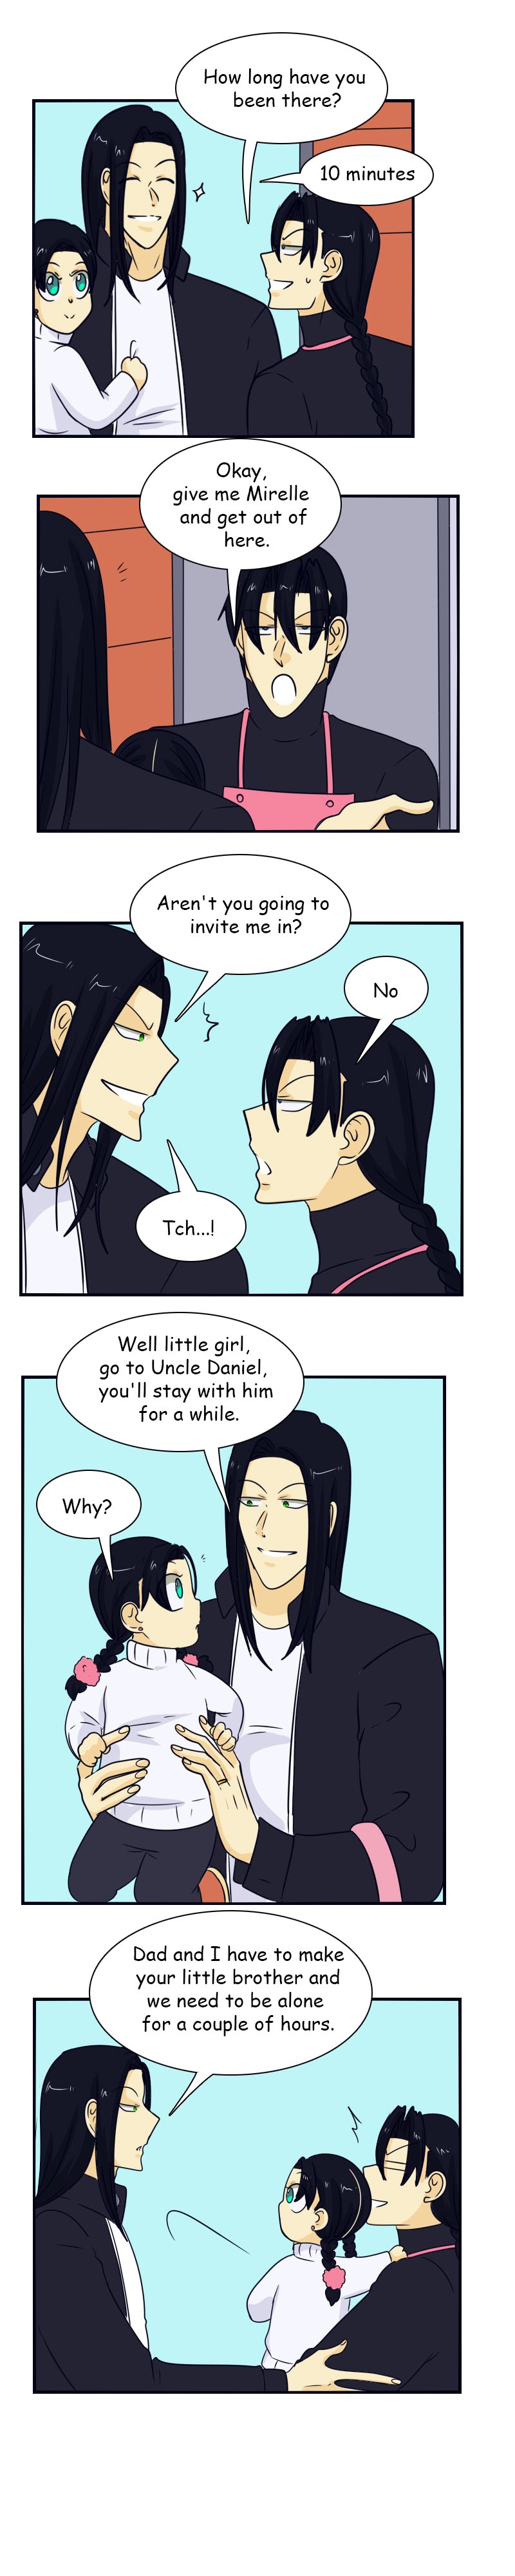 How long have you
been there?
10 minutes
Okay,
give me Mirelle
and get out of
here.
Aren't you going to
invite me in?
No
Tch...!
Well little girl,
go to Uncle Daniel,
you'll stay with him
for a while.
Why?
Dad and I have to make
your little brother and
we need to be alone
for a couple of hours.